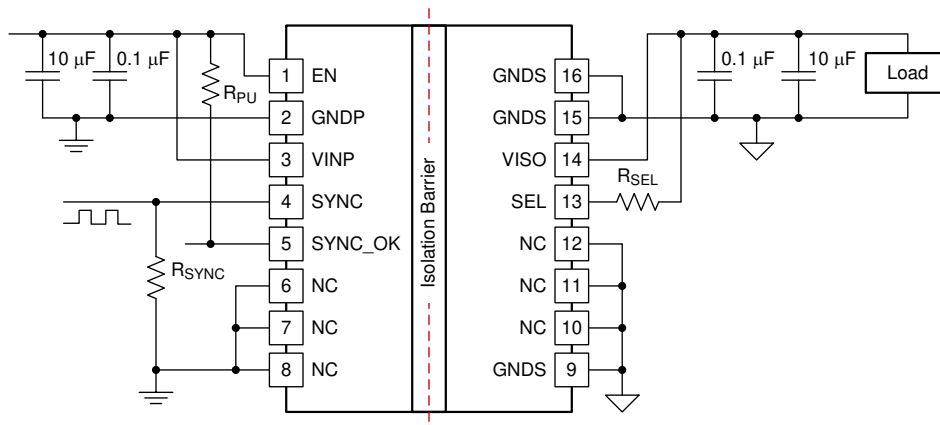 10 μF
0.1 μF
R_PU
R_SYNC
1 EN
2 GNDP
3 VINP
4 SYNC
5 SYNC_OK
6 NC
7 NC
8 NC
Isolation Barrier
GNDS 16
GNDS 15
VISO 14
SEL 13
NC 12
NC 11
NC 10
GNDS 9
R_SEL
0.1 μF
10 μF
Load